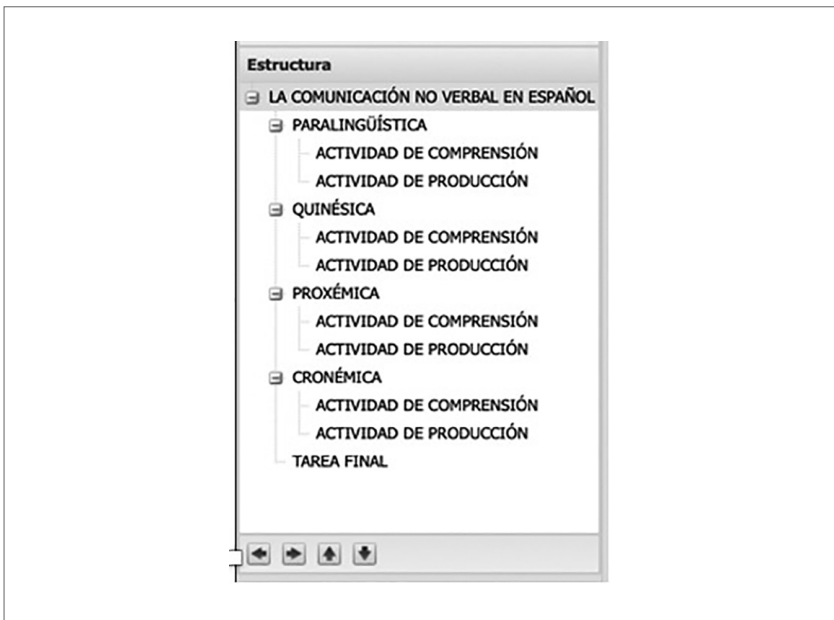 Estructura
LA COMUNICACIÓN NO VERBAL EN ESPAÑOL
PARALINGÜÍSTICA
ACTIVIDAD DE COMPRENSIÓN
ACTIVIDAD DE PRODUCCIÓN
QUINÉSICA
ACTIVIDAD DE COMPRENSIÓN
ACTIVIDAD DE PRODUCCIÓN
PROXÉMICA
ACTIVIDAD DE COMPRENSIÓN
ACTIVIDAD DE PRODUCCIÓN
CRONÉMICA
ACTIVIDAD DE COMPRENSIÓN
ACTIVIDAD DE PRODUCCIÓN
TAREA FINAL